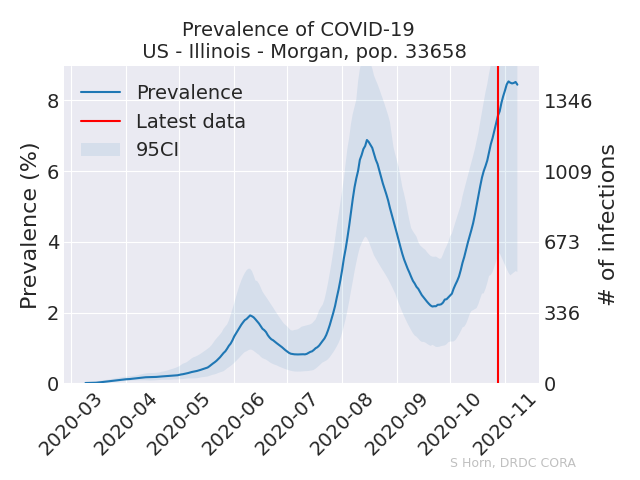 Prevalence of COVID-19
US - Illinois - Morgan, pop. 33658
Prevalence
Latest data
95CI
Prevalence (%)
8
6
4
2
0
1346
1009
673
336
0
# of infections
2020-03
2020-04
2020-05
2020-06
2020-07
2020-08
2020-09
2020-10
2020-11
S Horn, DRDC CORA